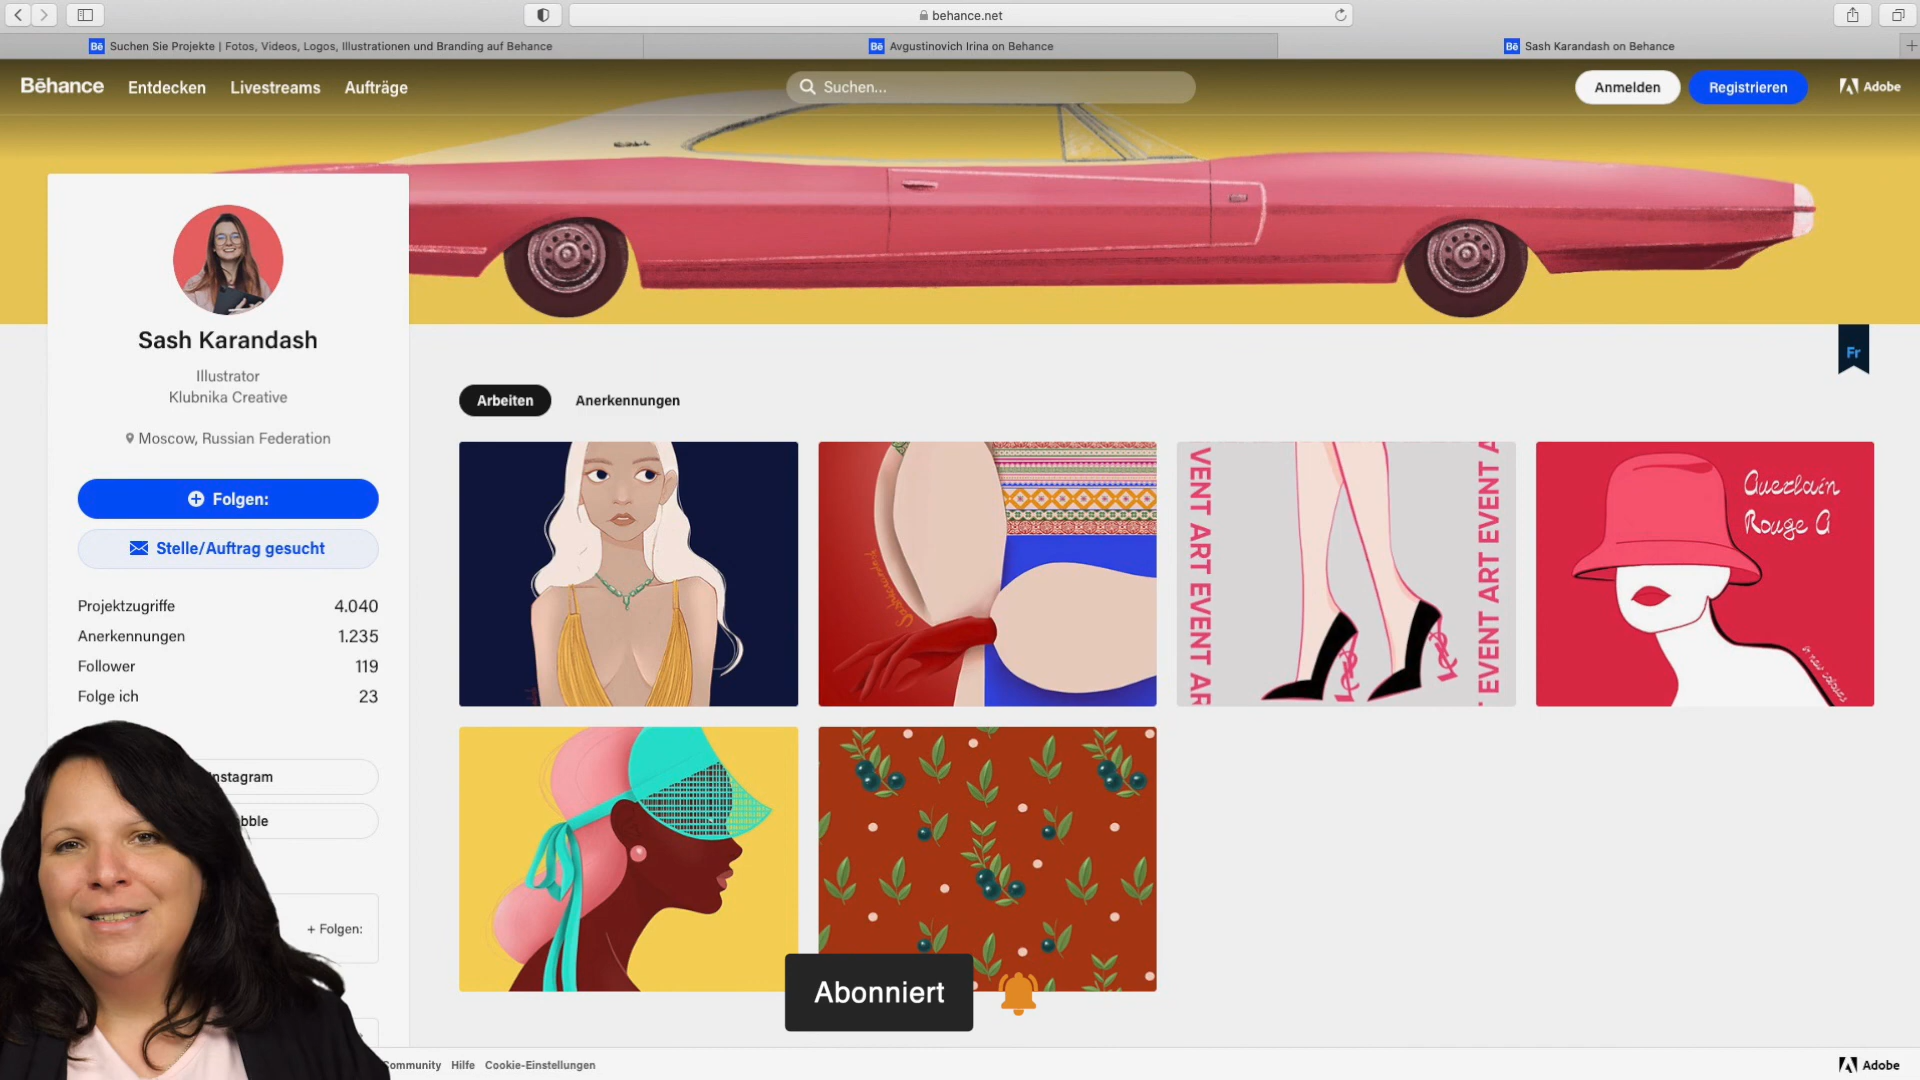 behance.net
Suchen Sie Projekte | Fotos, Videos, Logos, Illustrationen und Branding auf Behance
Avgustinovich Irina on Behance
Sash Karandash on Behance
Bēhance
Entdecken
Livestreams
Aufträge
Suchen...
Anmelden
Registrieren
Adobe
Fr
Sash Karandash
Illustrator
Klubnika Creative
Moscow, Russian Federation
Folgen:
Stelle/Auftrag gesucht
Projektzugriffe 4.040
Anerkennungen 1.235
Follower 119
Folge ich 23
nstagram
bble
+ Folgen:
Arbeiten
Anerkennungen
VENT ART EVENT AR
EVENT ART EVENT A
Guerlain
Rouge G
Abonniert
Community
Hilfe
Cookie-Einstellungen
Adobe